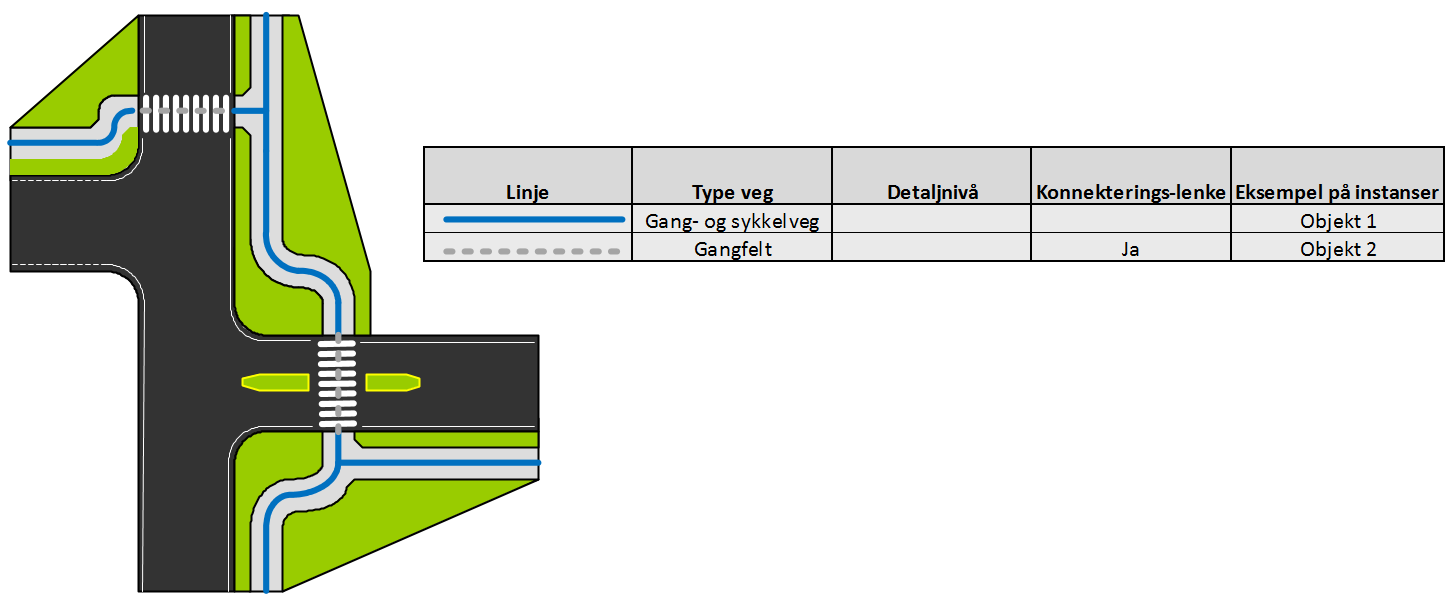 Linje Type veg Detaljnivå Konnekterings-lenke Eksempel på instanser
Gang- og sykkelveg Objekt 1
Gangfelt Ja Objekt 2